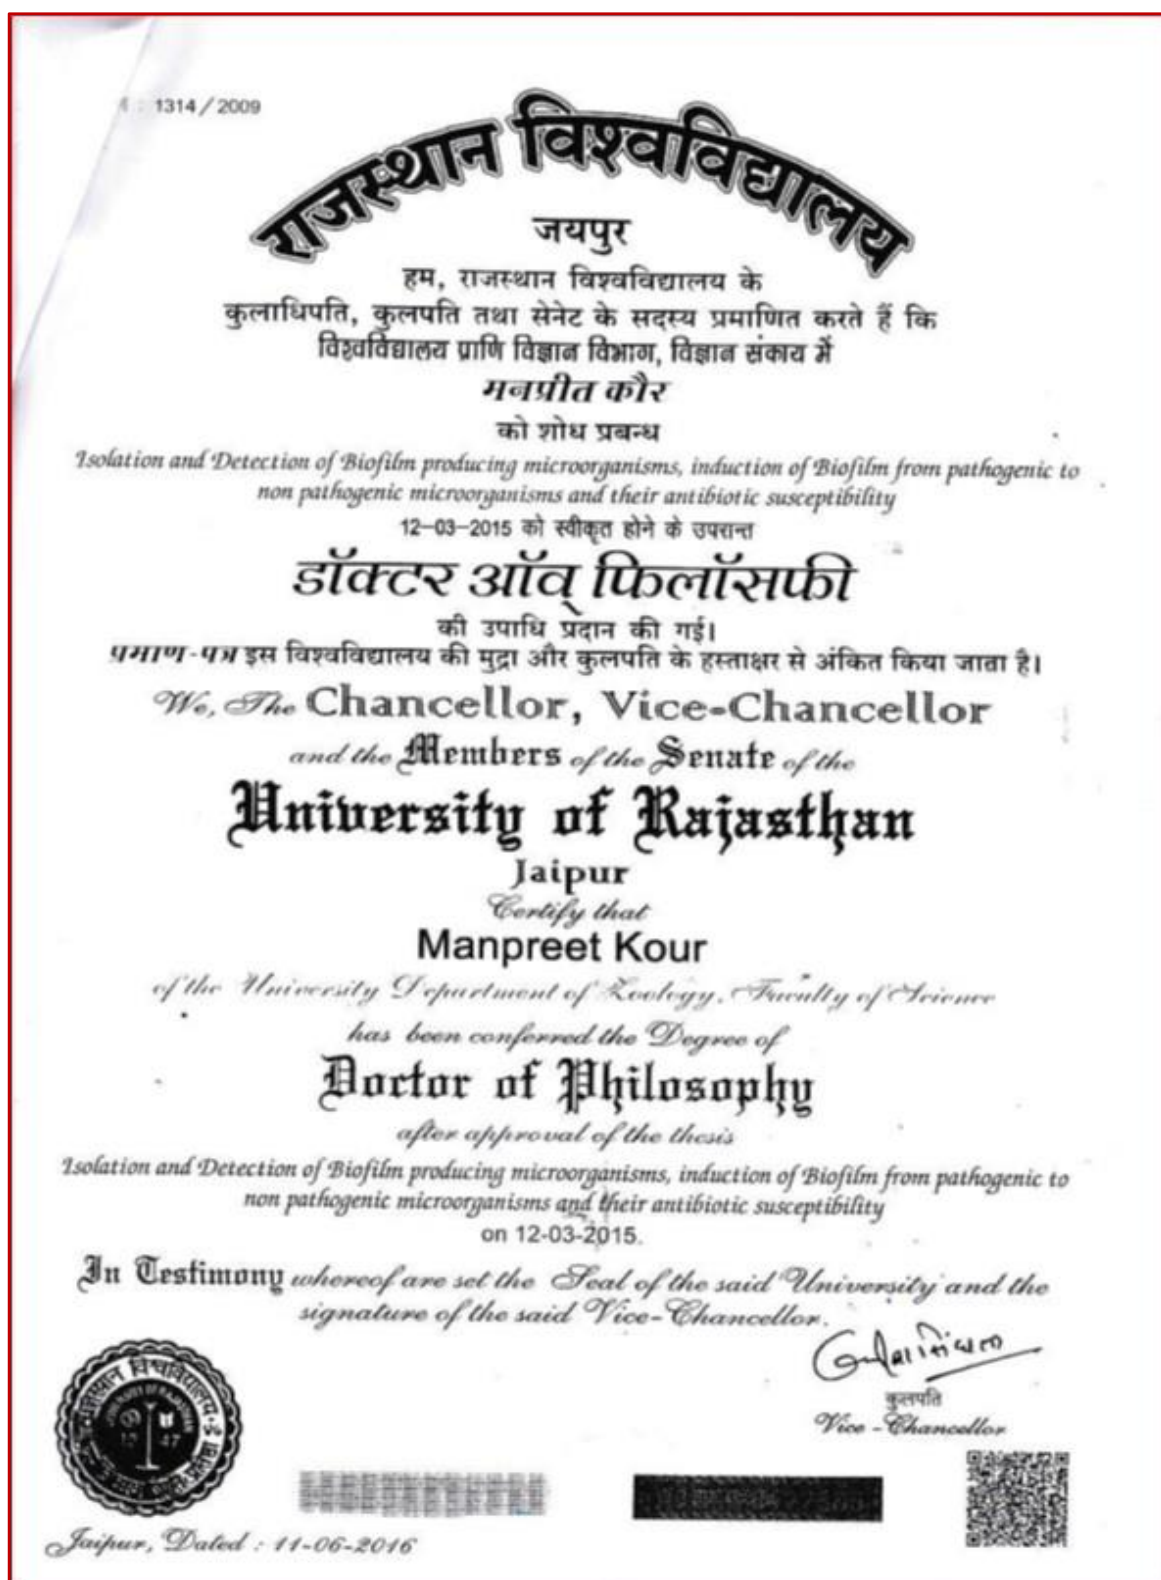 : 1314 / 2009
राजस्थान विश्वविद्यालय
जयपुर
हम, राजस्थान विश्वविद्यालय के
कुलाधिपति, कुलपति तथा सेनेट के सदस्य प्रमाणित करते हैं कि
विश्वविद्यालय प्राणि विज्ञान विभाग, विज्ञान संकाय में
मनप्रीत कौर
को शोध प्रबन्ध
Isolation and Detection of Biofilm producing microorganisms, induction of Biofilm from pathogenic to
non pathogenic microorganisms and their antibiotic susceptibility
12-03-2015 को स्वीकृत होने के उपरान्त
डॉक्टर ऑव् फिलॉसफी
की उपाधि प्रदान की गई।
प्रमाण-पत्र इस विश्वविद्यालय की मुद्रा और कुलपति के हस्ताक्षर से अंकित किया जाता है।
We, The Chancellor, Vice-Chancellor
and the Members of the Senate of the
University of Rajasthan
Jaipur
Certify that
Manpreet Kour
of the University Department of Zoology, Faculty of Science
has been conferred the Degree of
Doctor of Philosophy
after approval of the thesis
Isolation and Detection of Biofilm producing microorganisms, induction of Biofilm from pathogenic to
non pathogenic microorganisms and their antibiotic susceptibility
on 12-03-2015.
In Testimony whereof are set the Seal of the said University and the
signature of the said Vice-Chancellor.
कुलपति
Vice-Chancellor
राजस्थान विश्वविद्यालय
UNIVERSITY OF RAJASTHAN
19 47
Jaipur, Dated : 11-06-2016